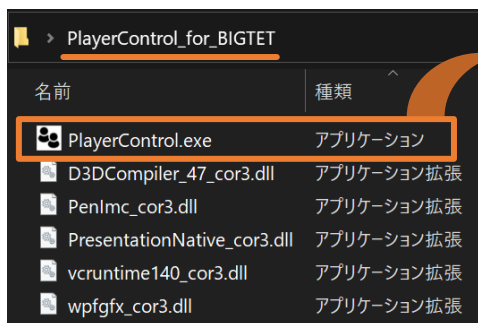 PlayerControl_for_BIGTET
名前 種類
PlayerControl.exe アプリケーション
D3DCompiler_47_cor3.dll アプリケーション拡張
PenImc_cor3.dll アプリケーション拡張
PresentationNative_cor3.dll アプリケーション拡張
vcruntime140_cor3.dll アプリケーション拡張
wpfgfx_cor3.dll アプリケーション拡張